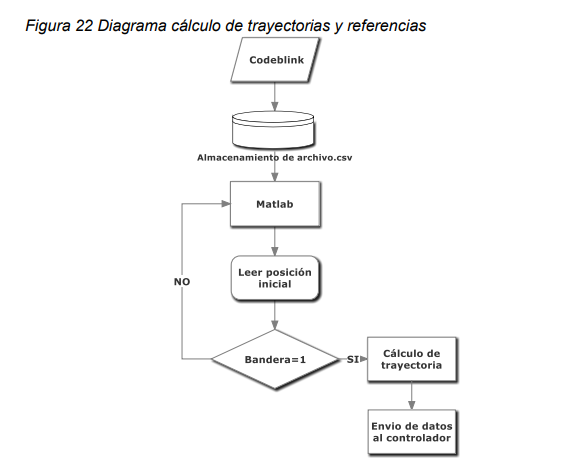 Figura 22 Diagrama cálculo de trayectorias y referencias
Codeblink
Almacenamiento de archivo.csv
Matlab
Leer posición
inicial
NO
Bandera=1
SI
Cálculo de
trayectoria
Envio de datos
al controlador